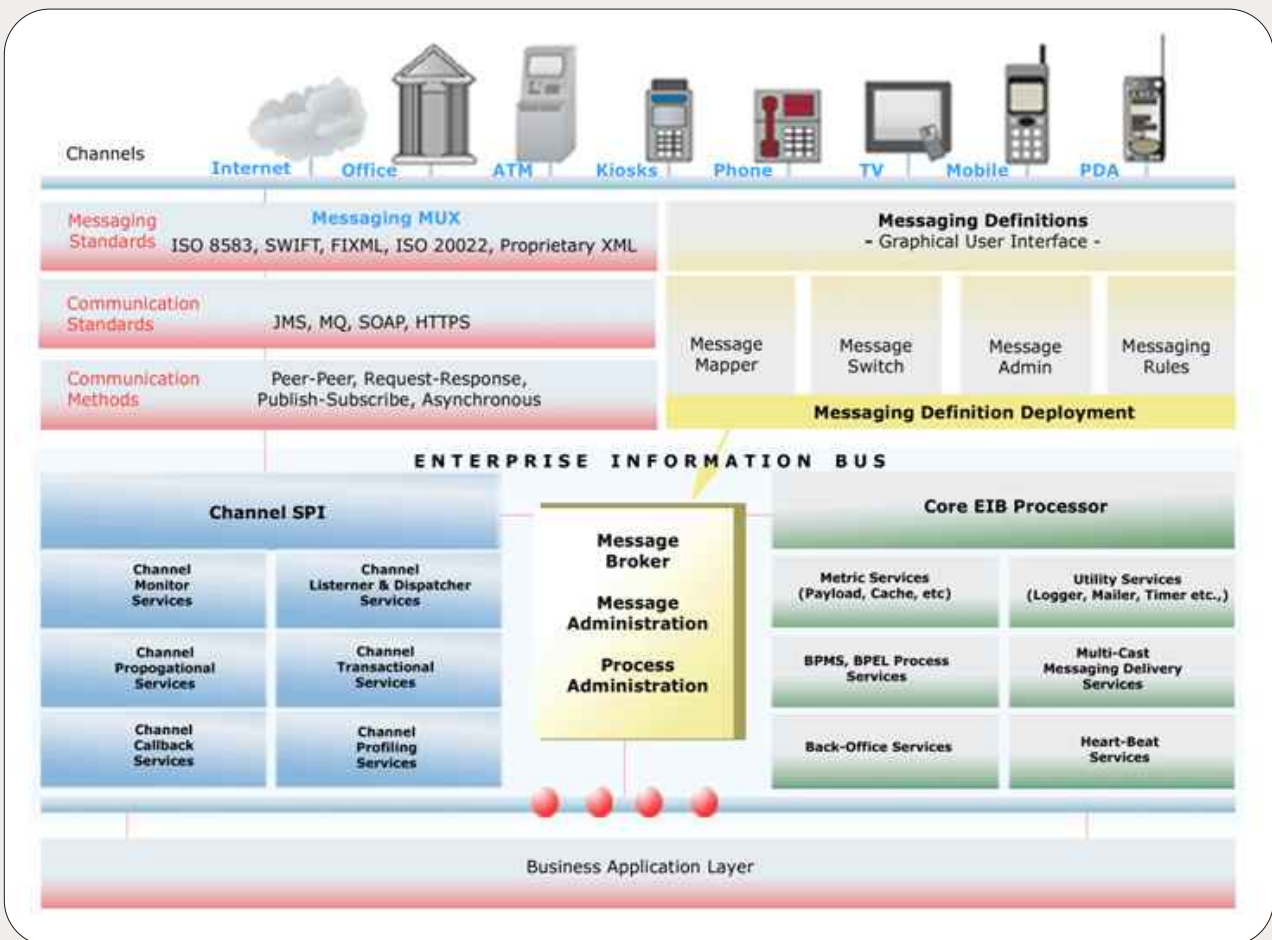 Channels
Internet
Office
ATM
Kiosks
Phone
TV
Mobile
PDA
Messaging
Standards
Messaging MUX
ISO 8583, SWIFT, FIXML, ISO 20022, Proprietary XML
Communication
Standards
JMS, MQ, SOAP, HTTPS
Communication
Methods
Peer-Peer, Request-Response,
Publish-Subscribe, Asynchronous
Messaging Definitions
- Graphical User Interface -
Message
Mapper
Message
Switch
Message
Admin
Messaging
Rules
Messaging Definition Deployment
ENTERPRISE INFORMATION BUS
Channel SPI
Channel
Monitor
Services
Channel
Listerner & Dispatcher
Services
Channel
Propogational
Services
Channel
Transactional
Services
Channel
Callback
Services
Channel
Profiling
Services
Message
Broker
Message
Administration
Process
Administration
Core EIB Processor
Metric Services
(Payload, Cache, etc)
Utility Services
(Logger, Mailer, Timer etc.,)
BPMS, BPEL Process
Services
Multi-Cast
Messaging Delivery
Services
Back-Office Services
Heart-Beat
Services
Business Application Layer